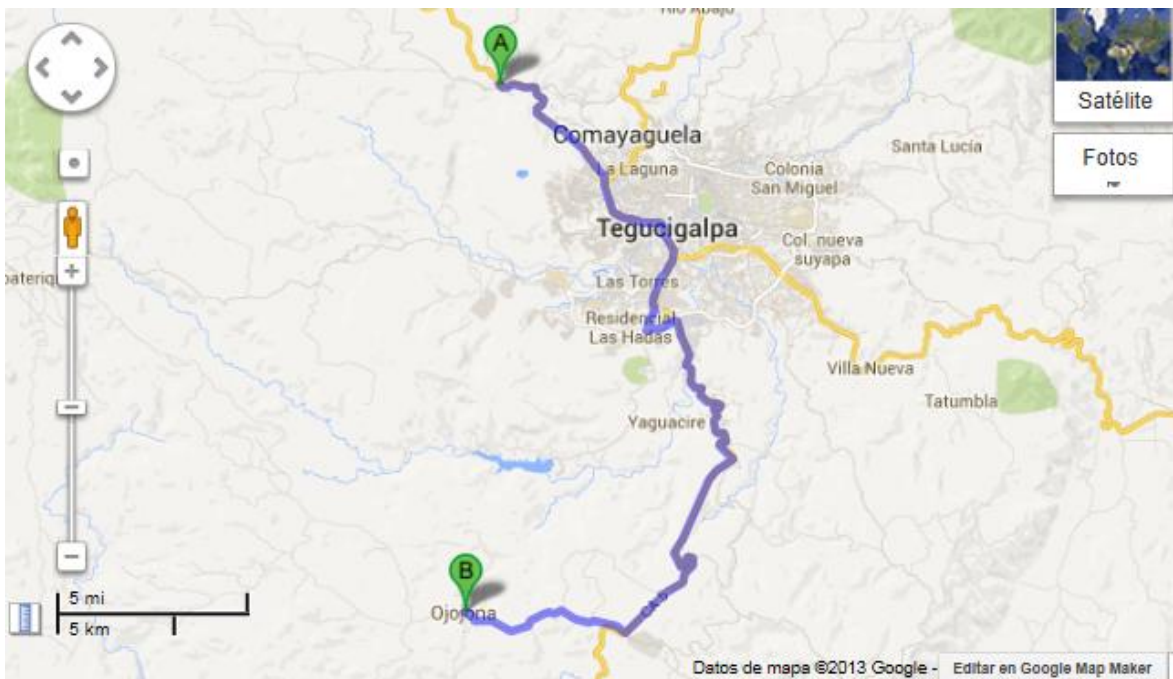 Río Abajo
A
Satélite
Comayaguela
Santa Lucía
Fotos
La Laguna
Colonia
San Miguel
Tegucigalpa
Col. nueva
suyapa
Las Torres
Residencial
Las Hadas
Villa Nueva
Tatumbla
Yaguacire
B
Ojojona
CA-5
5 mi
5 km
Datos de mapa ©2013 Google -
Editar en Google Map Maker